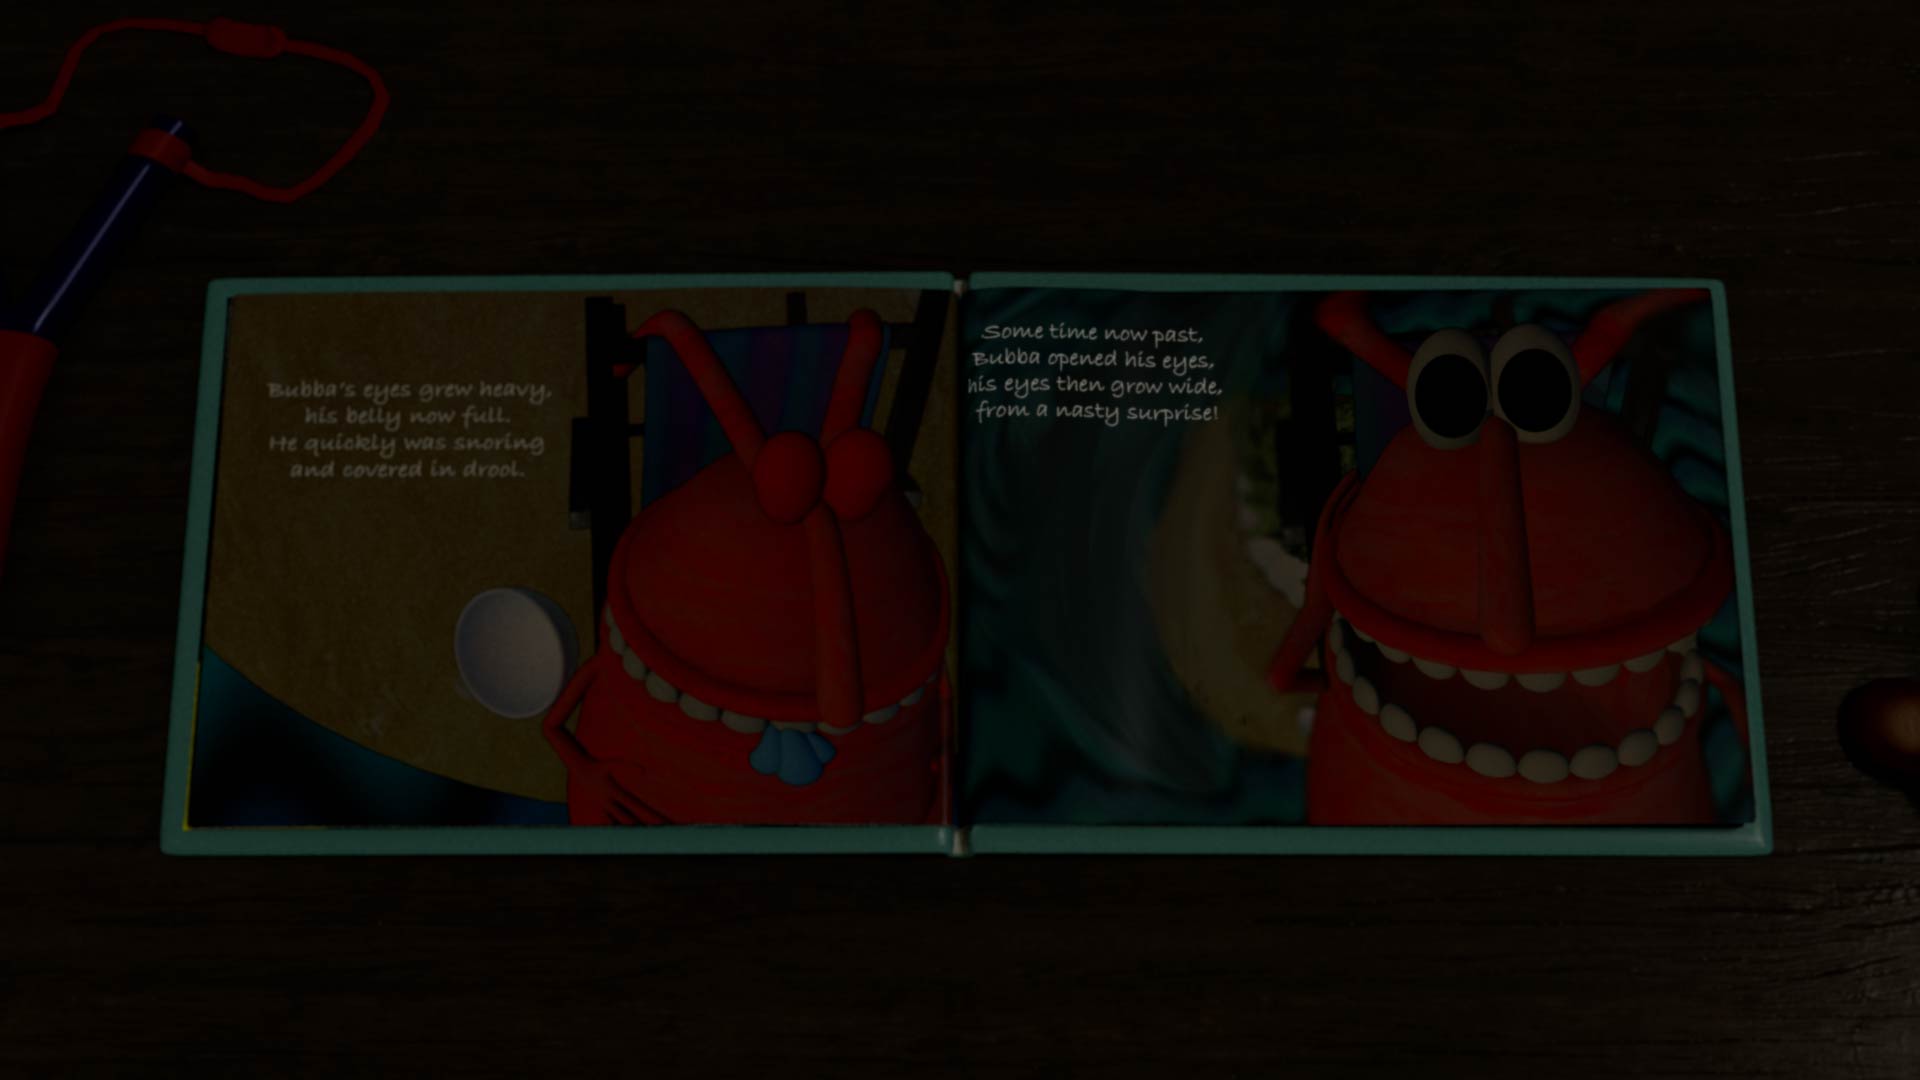 Bubba's eyes grew heavy,
his belly now full.
He quickly was snoring
and covered in drool.
Some time now past,
Bubba opened his eyes,
his eyes then grow wide,
from a nasty surprise!